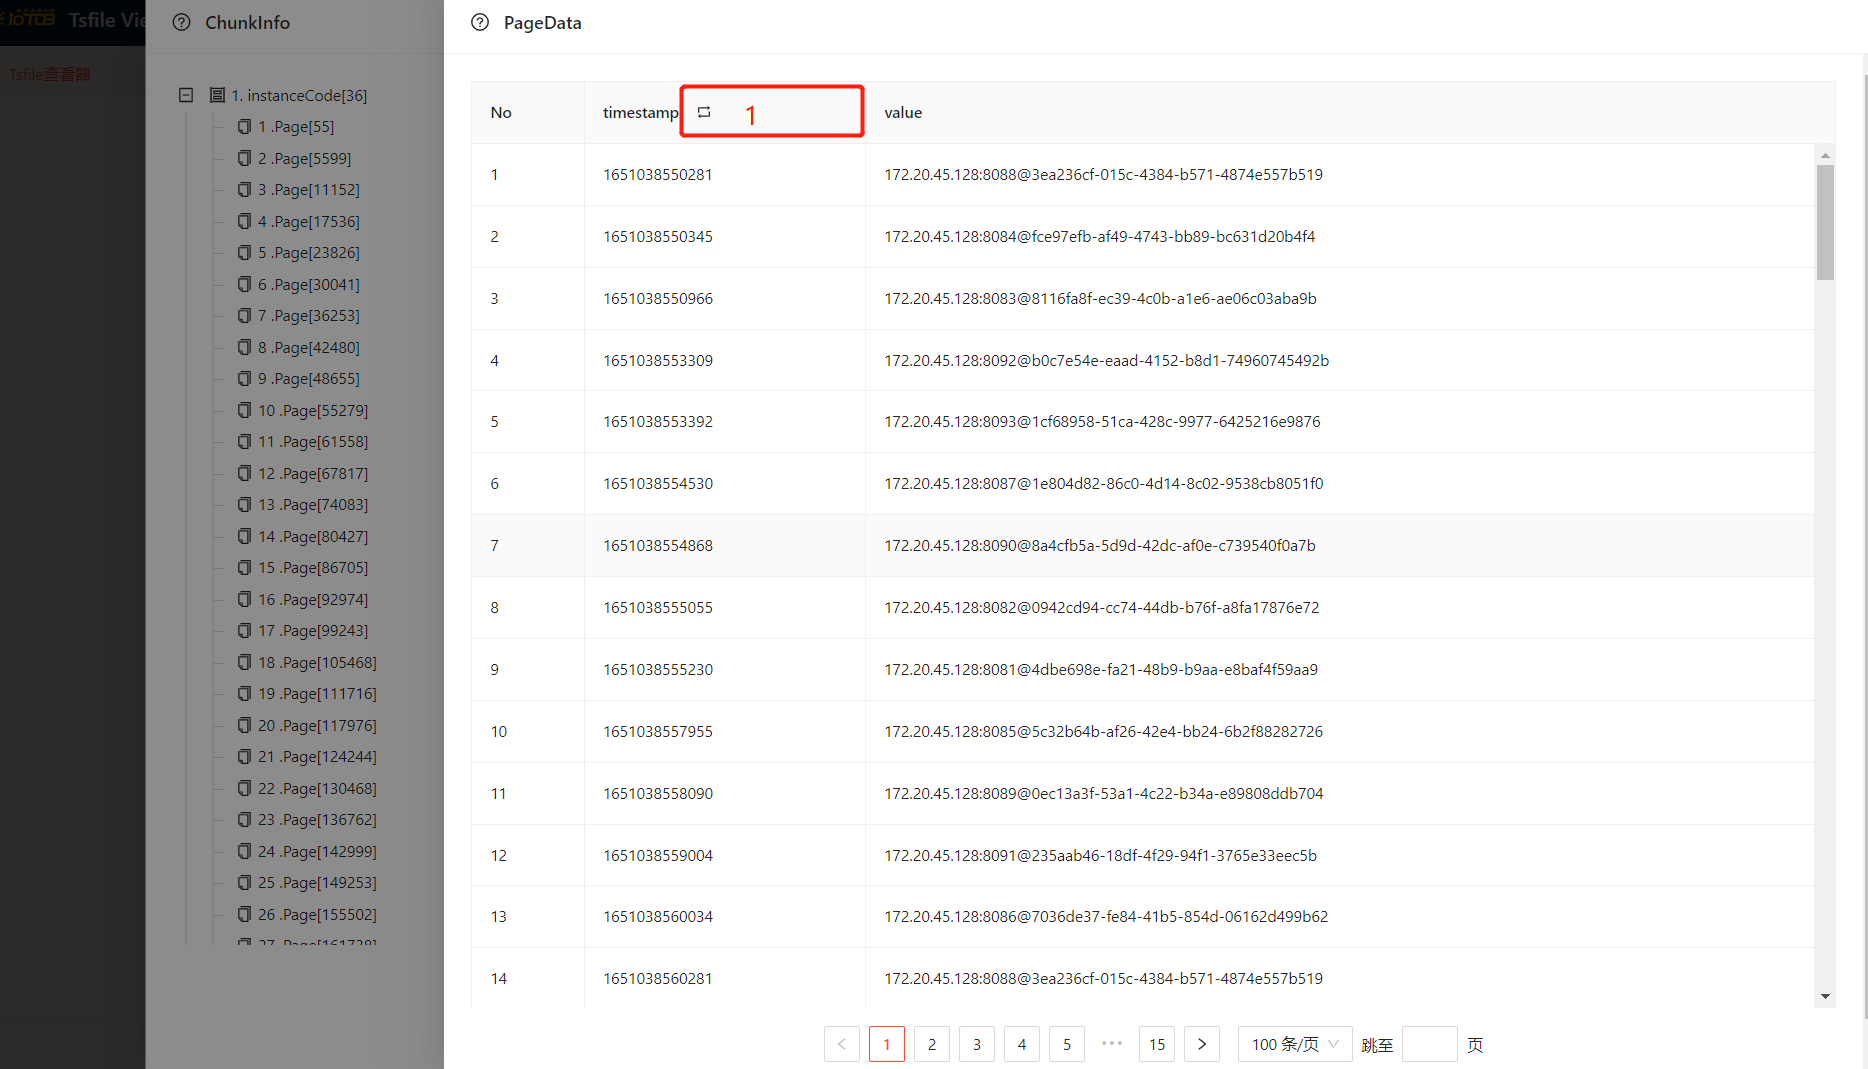 IoTDB Tsfile Vie
Tsfile查看器
ChunkInfo
1. instanceCode[36]
1 .Page[55]
2 .Page[5599]
3 .Page[11152]
4 .Page[17536]
5 .Page[23826]
6 .Page[30041]
7 .Page[36253]
8 .Page[42480]
9 .Page[48655]
10 .Page[55279]
11 .Page[61558]
12 .Page[67817]
13 .Page[74083]
14 .Page[80427]
15 .Page[86705]
16 .Page[92974]
17 .Page[99243]
18 .Page[105468]
19 .Page[111716]
20 .Page[117976]
21 .Page[124244]
22 .Page[130468]
23 .Page[136762]
24 .Page[142999]
25 .Page[149253]
26 .Page[155502]
27 .Page[161738]
PageData
No timestamp 1 value
1 1651038550281 172.20.45.128:8088@3ea236cf-015c-4384-b571-4874e557b519
2 1651038550345 172.20.45.128:8084@fce97efb-af49-4743-bb89-bc631d20b4f4
3 1651038550966 172.20.45.128:8083@8116fa8f-ec39-4c0b-a1e6-ae06c03aba9b
4 1651038553309 172.20.45.128:8092@b0c7e54e-eaad-4152-b8d1-74960745492b
5 1651038553392 172.20.45.128:8093@1cf68958-51ca-428c-9977-6425216e9876
6 1651038554530 172.20.45.128:8087@1e804d82-86c0-4d14-8c02-9538cb8051f0
7 1651038554868 172.20.45.128:8090@8a4cfb5a-5d9d-42dc-af0e-c739540f0a7b
8 1651038555055 172.20.45.128:8082@0942cd94-cc74-44db-b76f-a8fa17876e72
9 1651038555230 172.20.45.128:8081@4dbe698e-fa21-48b9-b9aa-e8baf4f59aa9
10 1651038557955 172.20.45.128:8085@5c32b64b-af26-42e4-bb24-6b2f88282726
11 1651038558090 172.20.45.128:8089@0ec13a3f-53a1-4c22-b34a-e89808ddb704
12 1651038559004 172.20.45.128:8091@235aab46-18df-4f29-94f1-3765e33eec5b
13 1651038560034 172.20.45.128:8086@7036de37-fe84-41b5-854d-06162d499b62
14 1651038560281 172.20.45.128:8088@3ea236cf-015c-4384-b571-4874e557b519
< 1 2 3 4 5 ••• 15 > 100 条/页 跳至 页